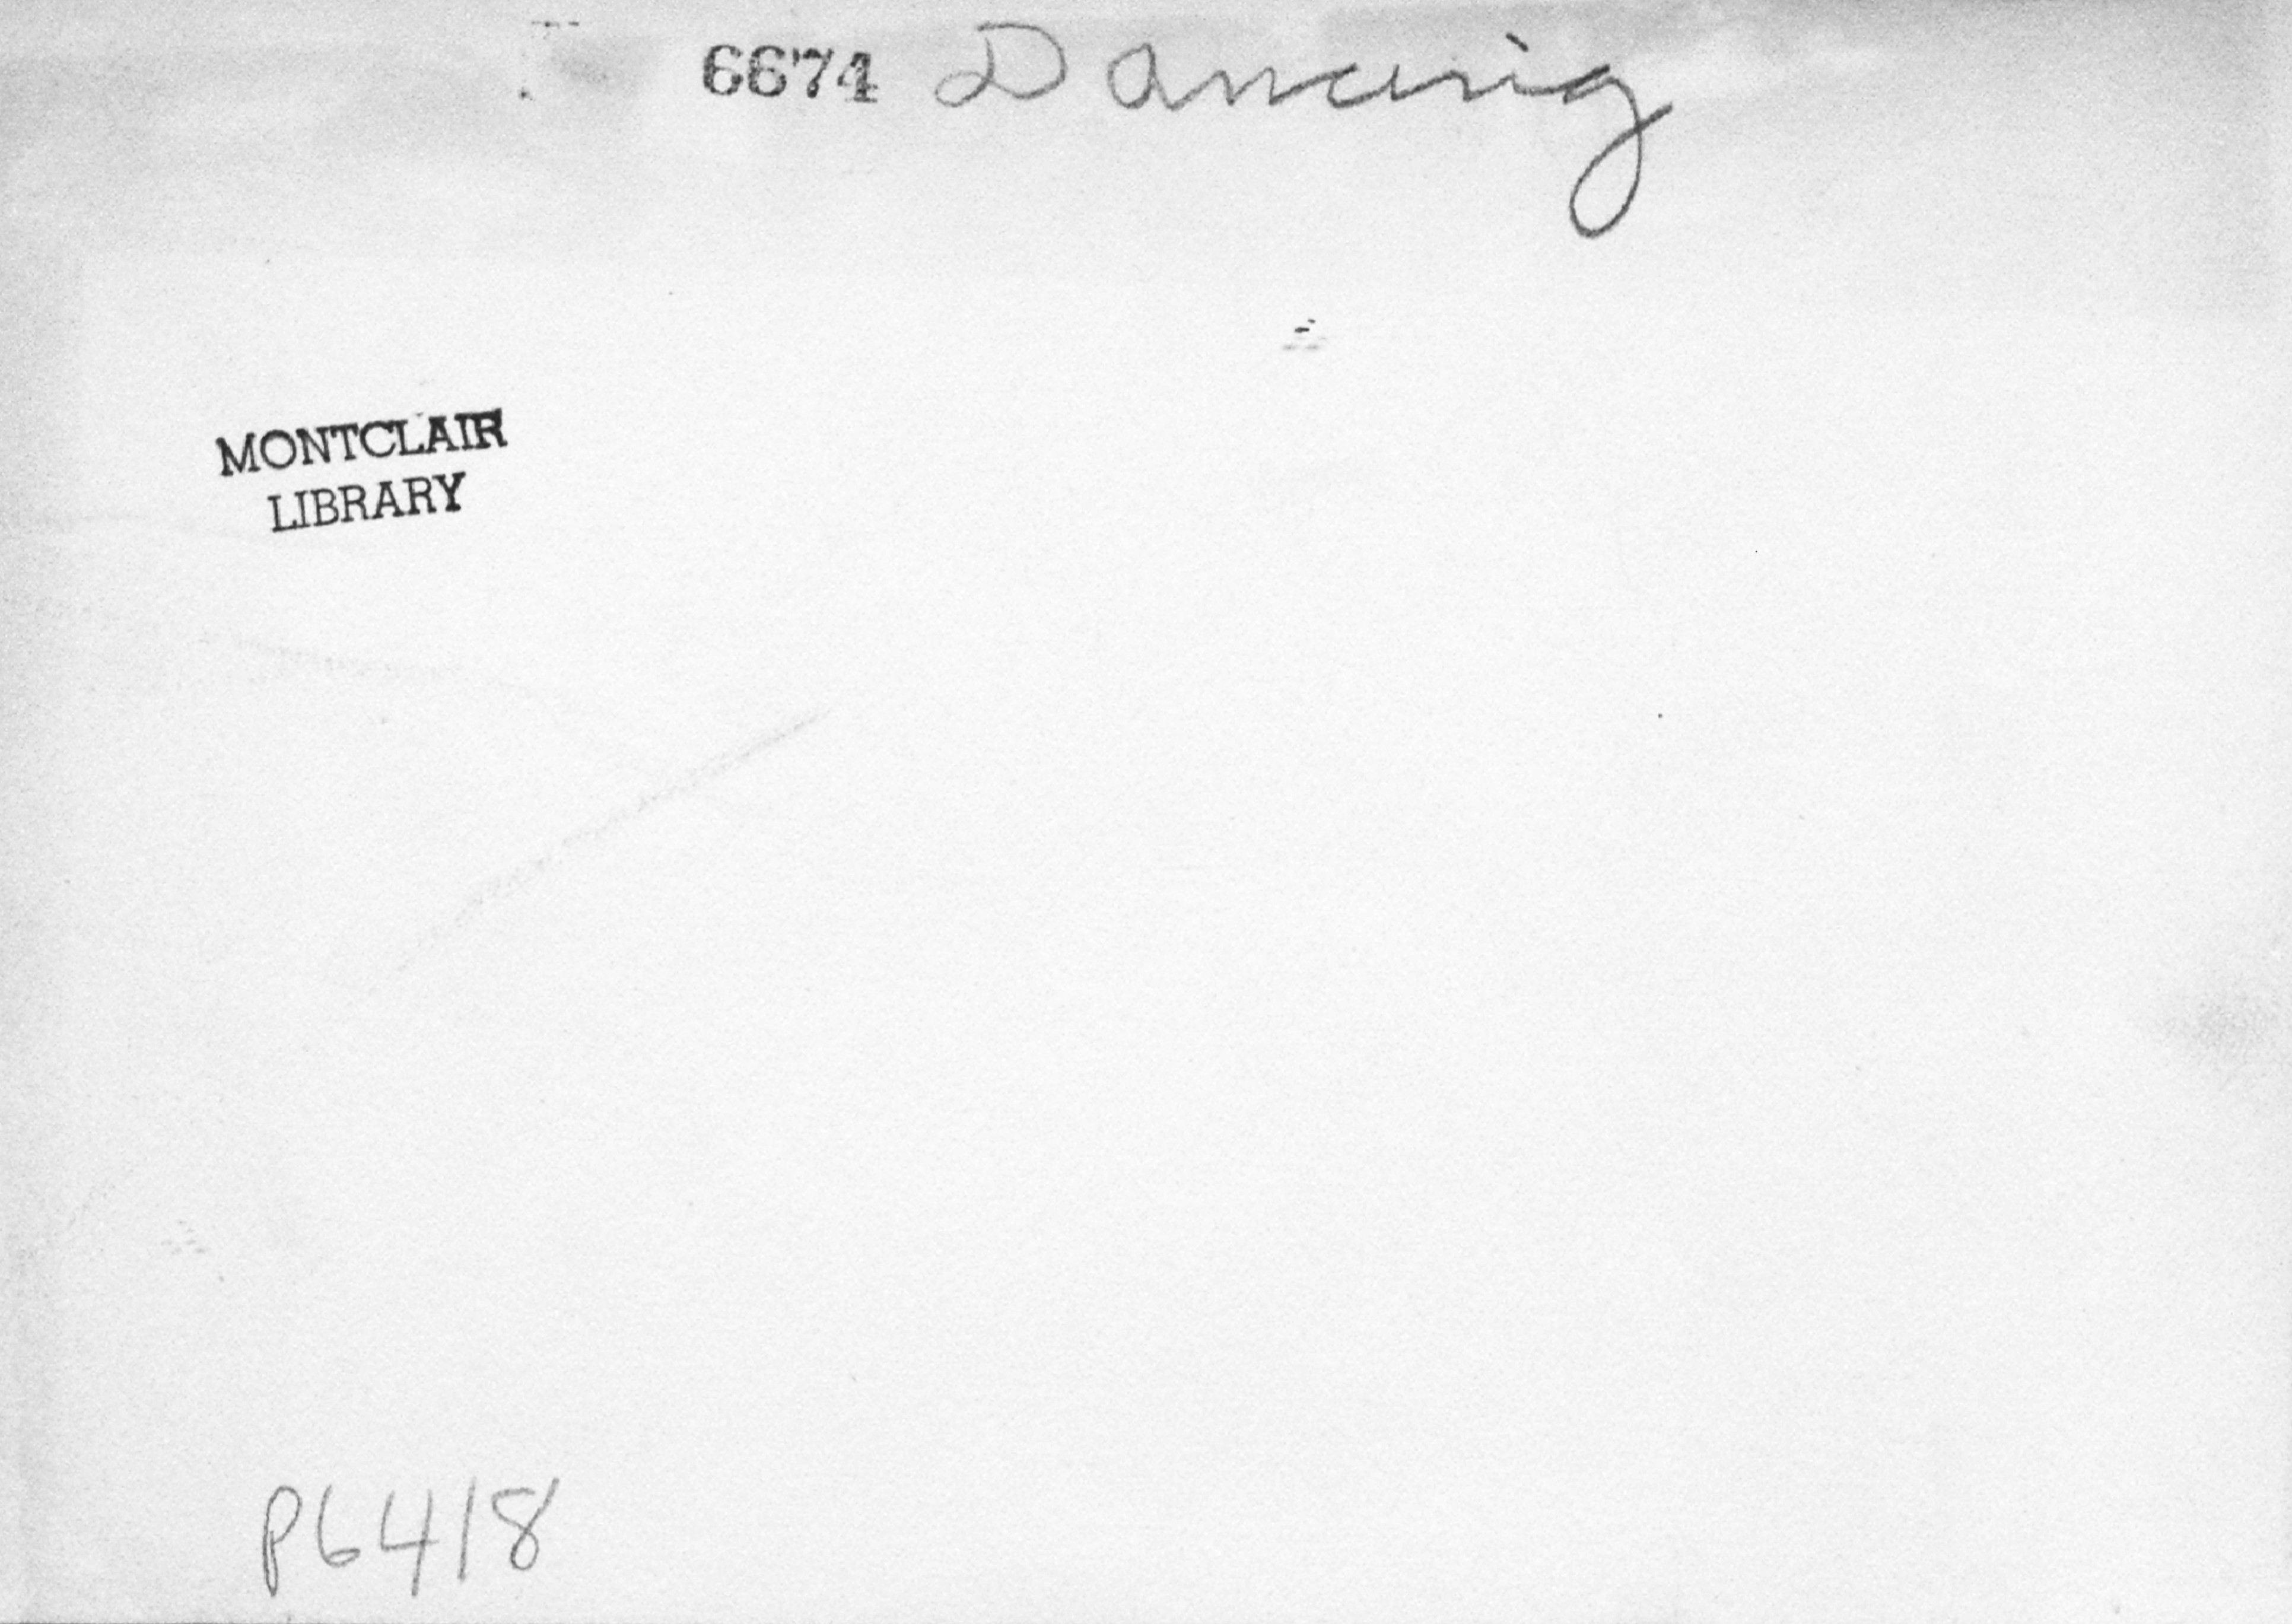 6674 Dancing
MONTCLAIR
LIBRARY
P6418